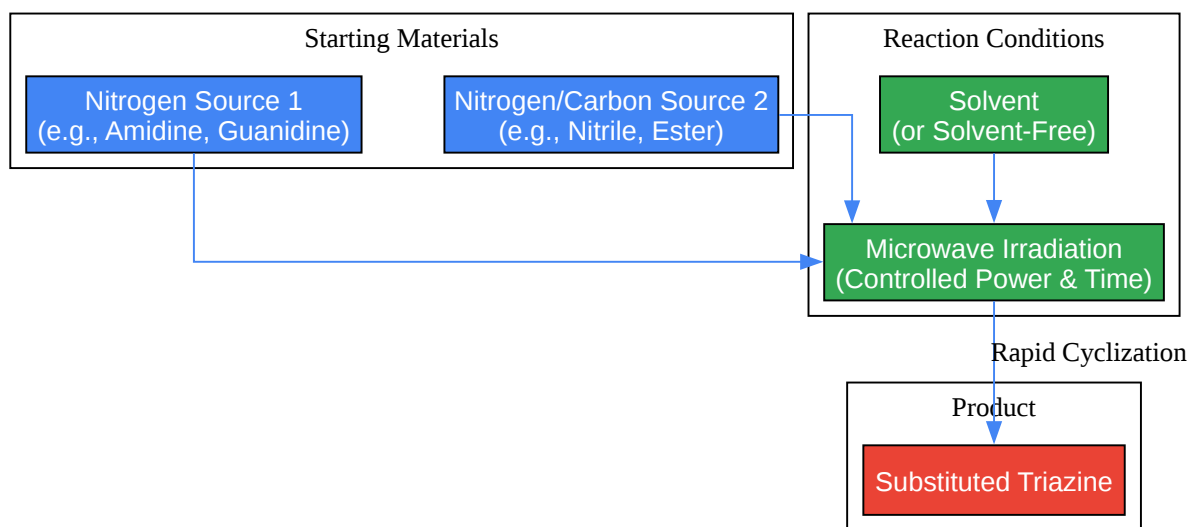 Starting Materials
Nitrogen Source 1
(e.g., Amidine, Guanidine)
Nitrogen/Carbon Source 2
(e.g., Nitrile, Ester)
Reaction Conditions
Solvent
(or Solvent-Free)
Microwave Irradiation
(Controlled Power & Time)
Rapid Cyclization
Product
Substituted Triazine